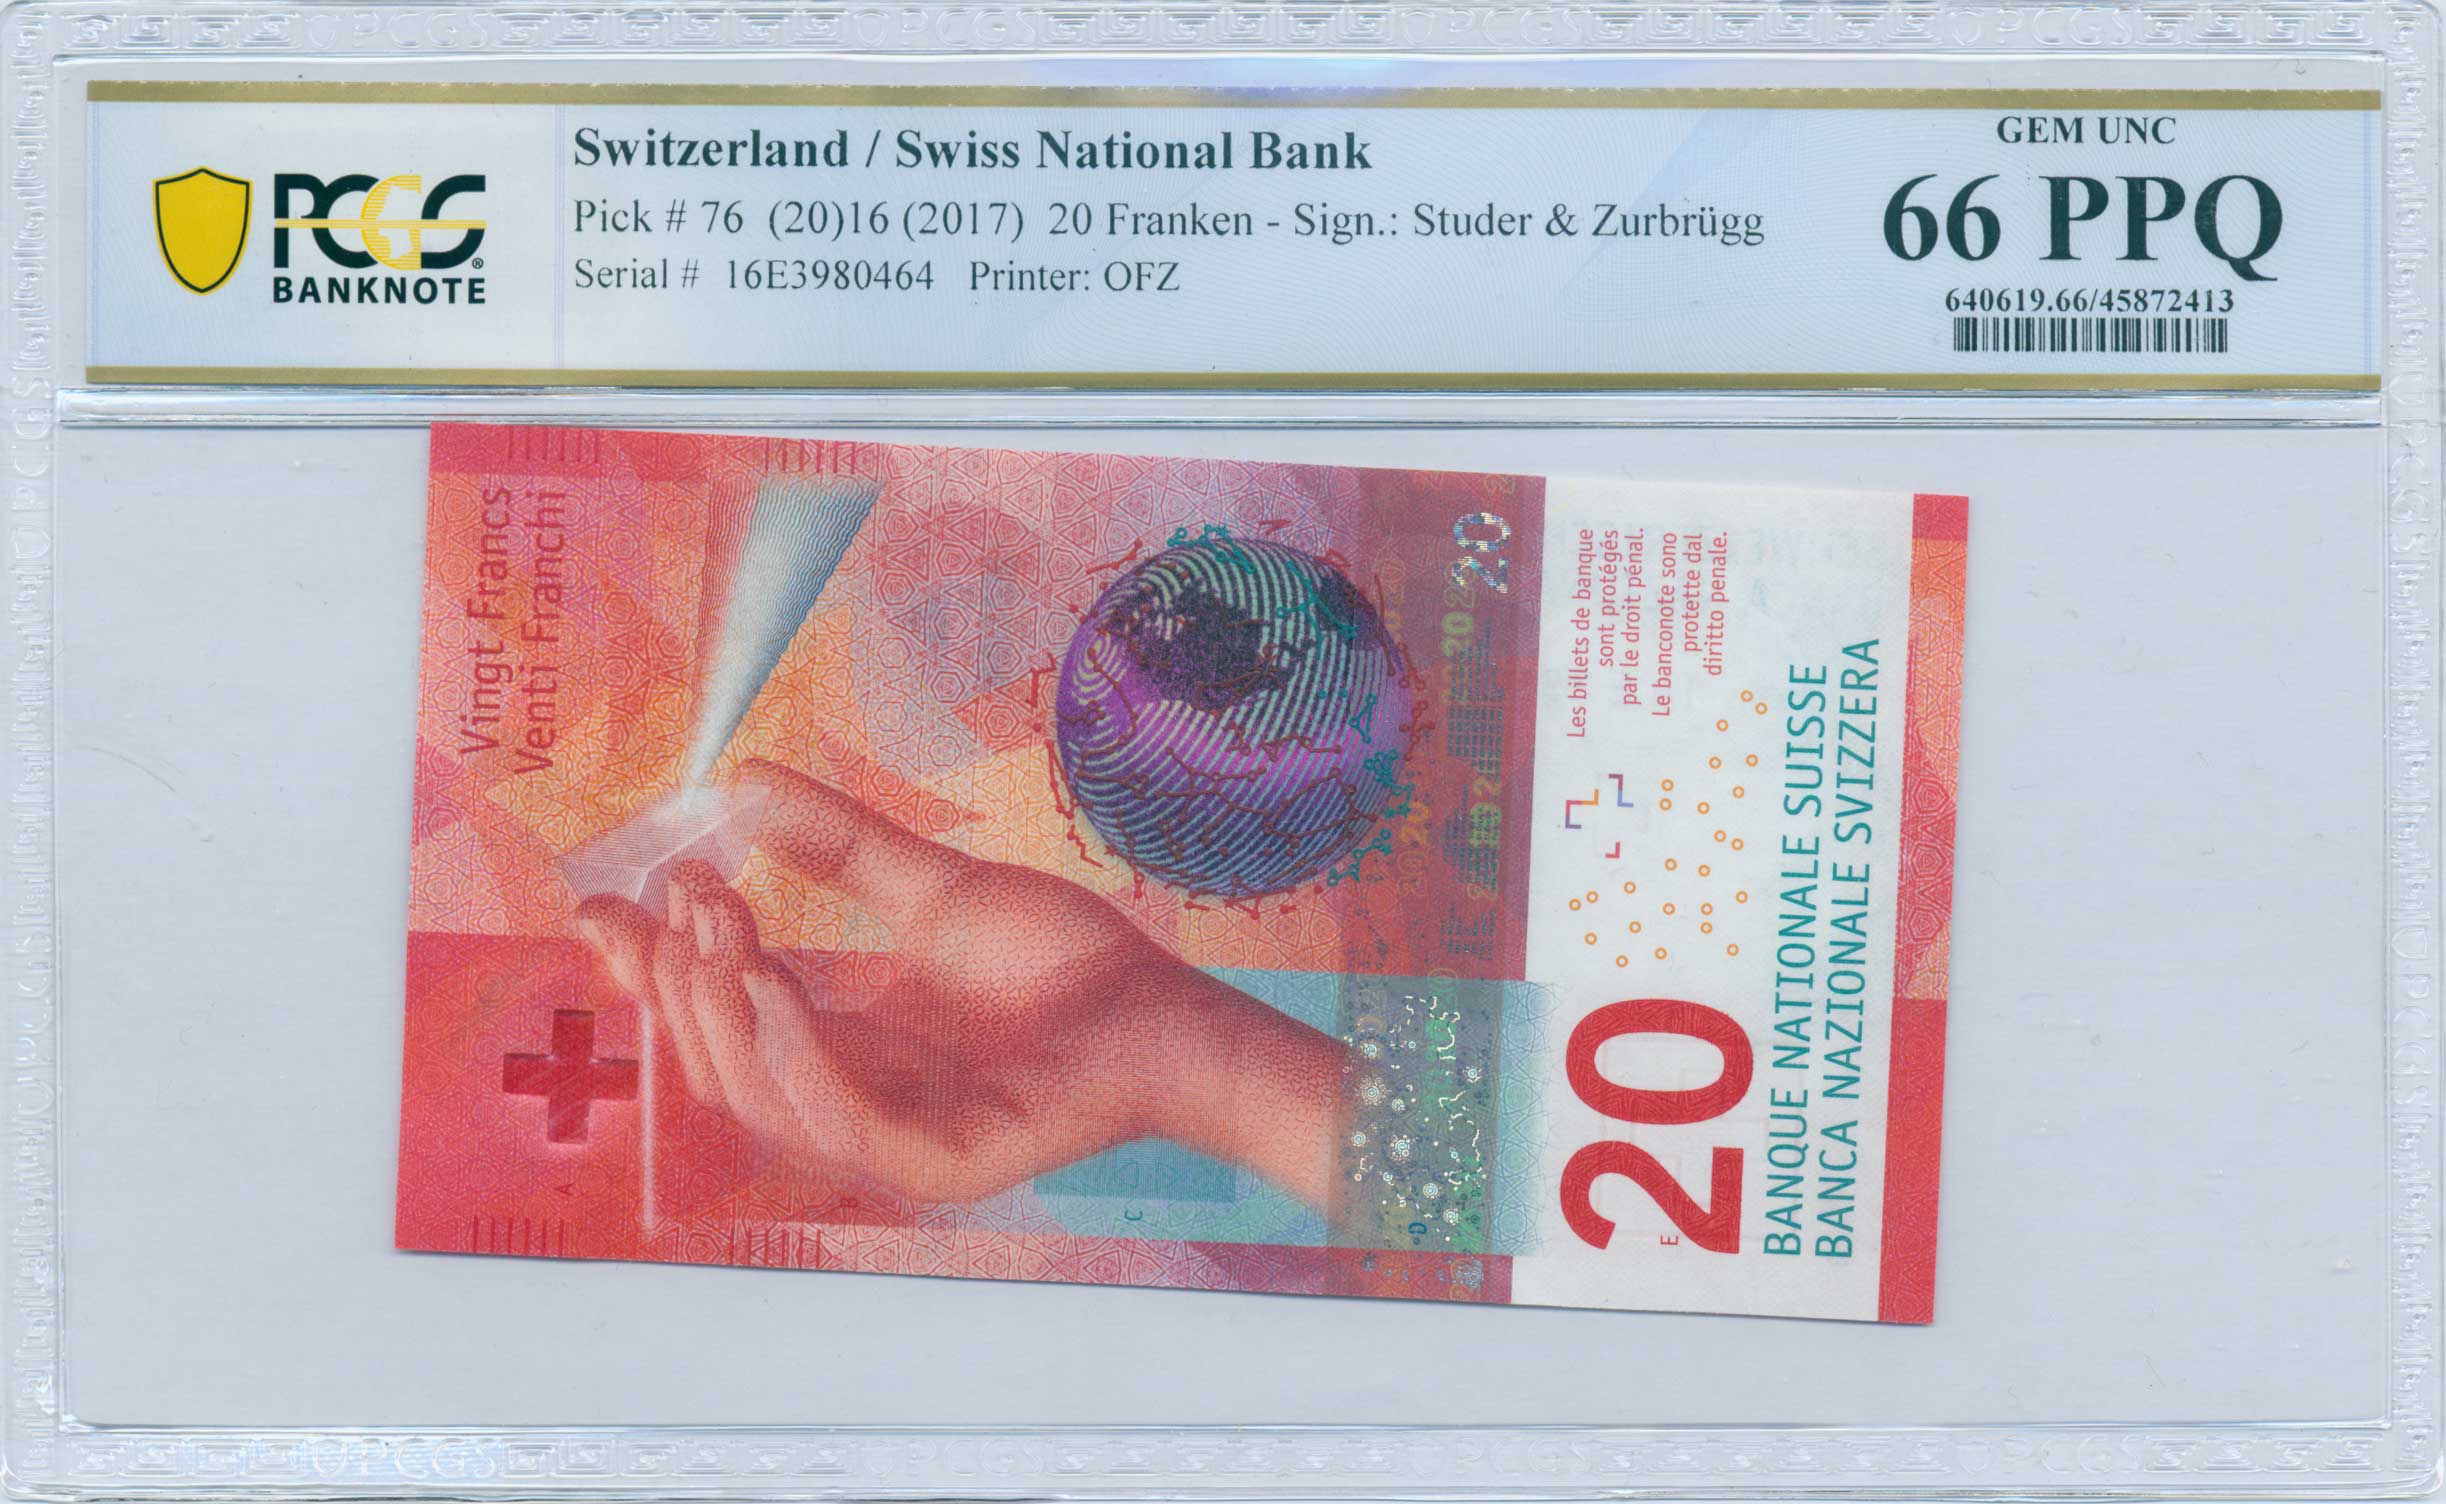 PCGS
BANKNOTE
Switzerland / Swiss National Bank
Pick # 76 (20)16 (2017) 20 Franken - Sign.: Studer & Zurbrügg
Serial # 16E3980464 Printer: OFZ
GEM UNC
66 PPQ
640619.66/45872413
Vingt Francs
Venti Franchi
20
Les billets de banque
sont protégés
par le droit pénal.
Le banconote sono
protette dal
diritto penale.
20
BANQUE NATIONALE SUISSE
BANCA NAZIONALE SVIZZERA
A
B
C
D
E